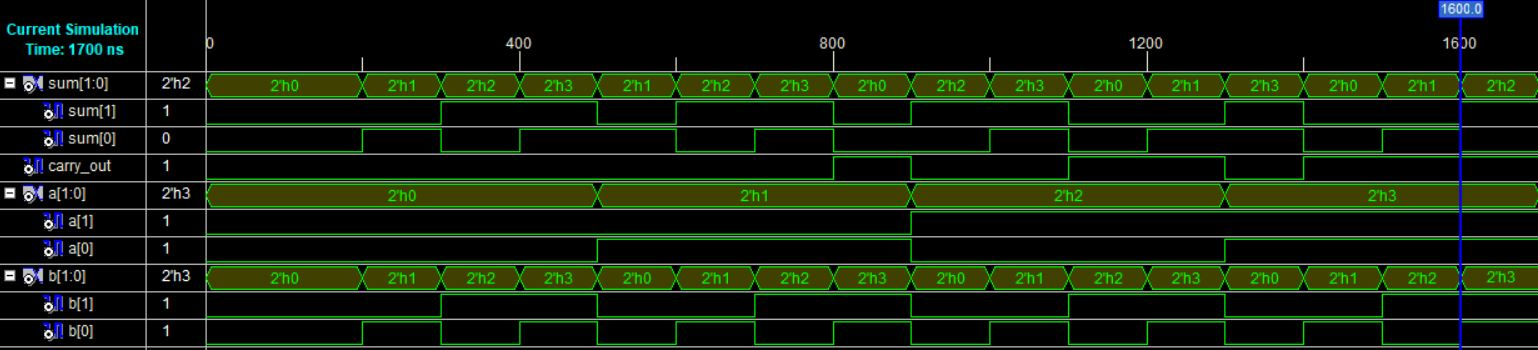 1600.0
Current Simulation
Time: 1700 ns
0 400 800 1200 1600
sum[1:0] 2'h2 2'h0 2'h1 2'h2 2'h3 2'h1 2'h2 2'h3 2'h0 2'h2 2'h3 2'h0 2'h1 2'h3 2'h0 2'h1 2'h2
sum[1] 1
sum[0] 0
carry_out 1
a[1:0] 2'h3 2'h0 2'h1 2'h2 2'h3
a[1] 1
a[0] 1
b[1:0] 2'h3 2'h0 2'h1 2'h2 2'h3 2'h0 2'h1 2'h2 2'h3 2'h0 2'h1 2'h2 2'h3 2'h0 2'h1 2'h2 2'h3
b[1] 1
b[0] 1